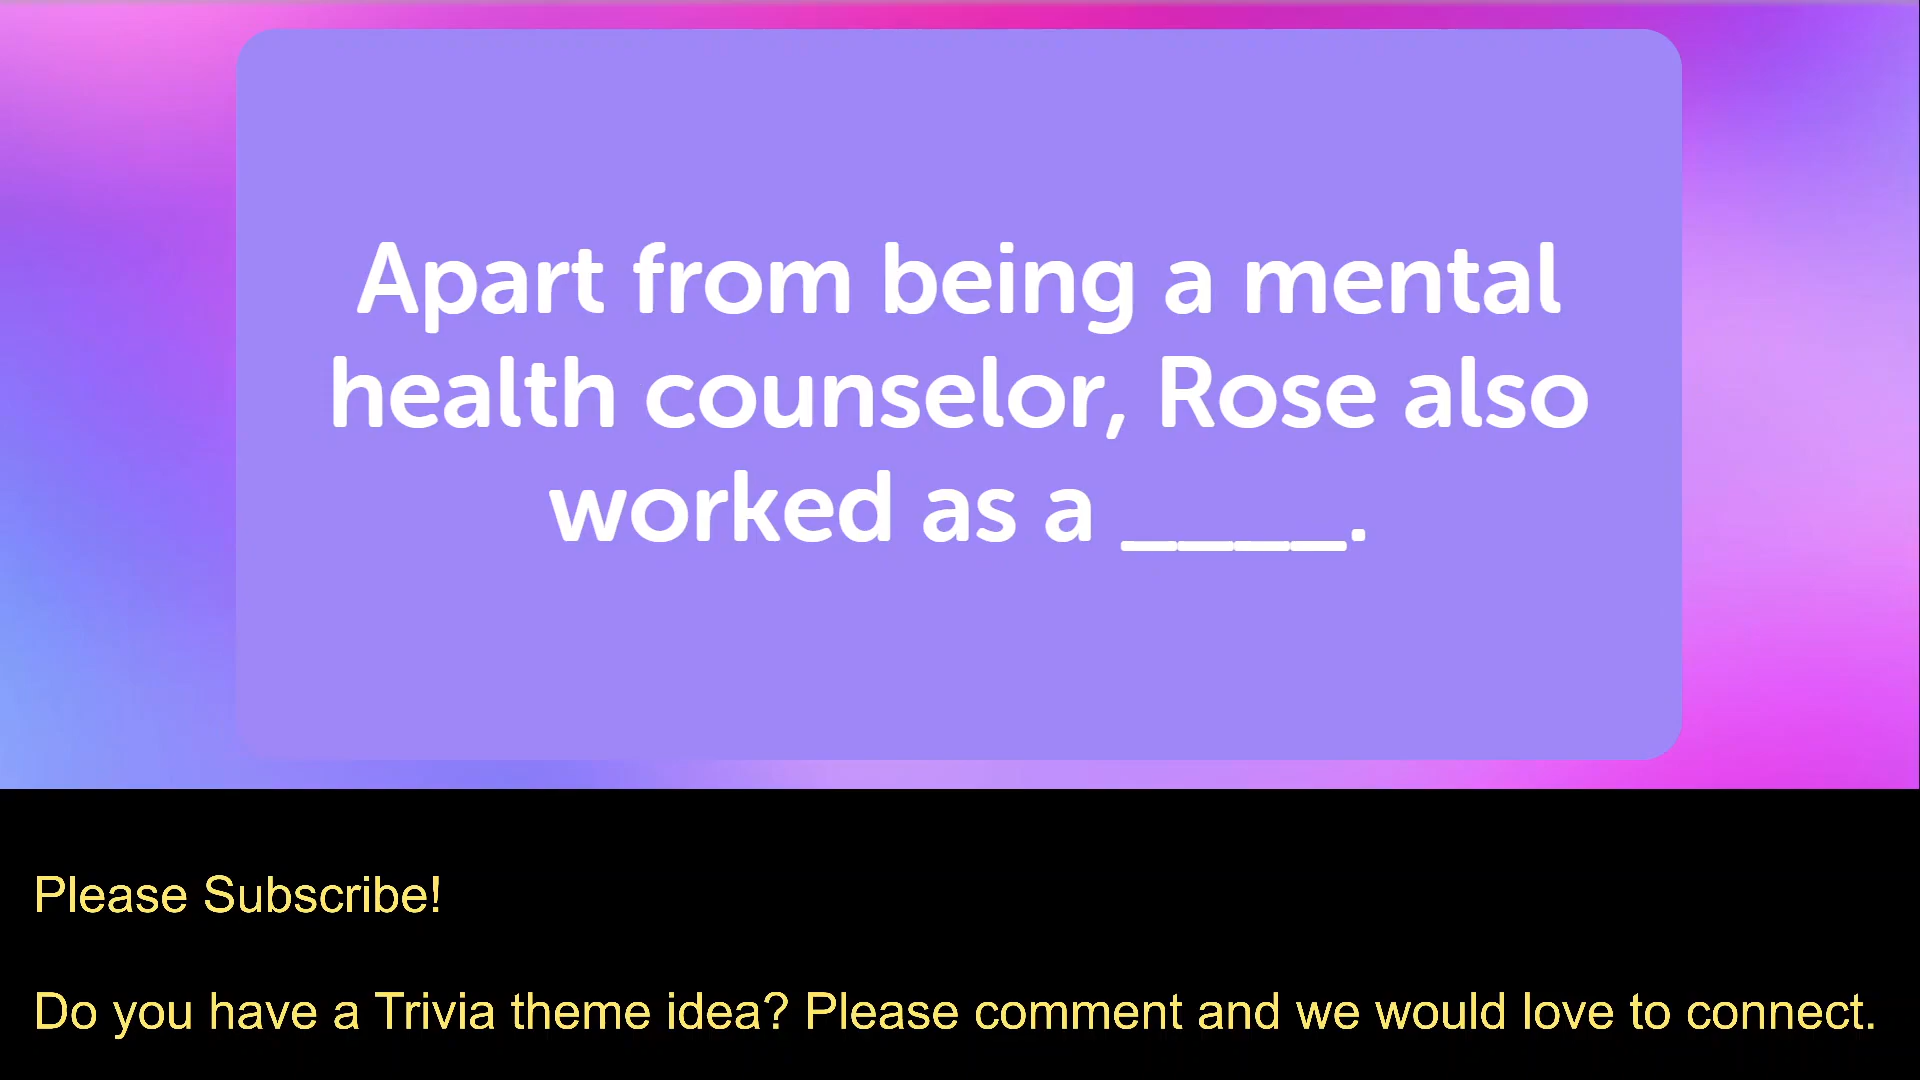 Apart from being a mental
health counselor, Rose also
worked as a ____.
Please Subscribe!
Do you have a Trivia theme idea? Please comment and we would love to connect.